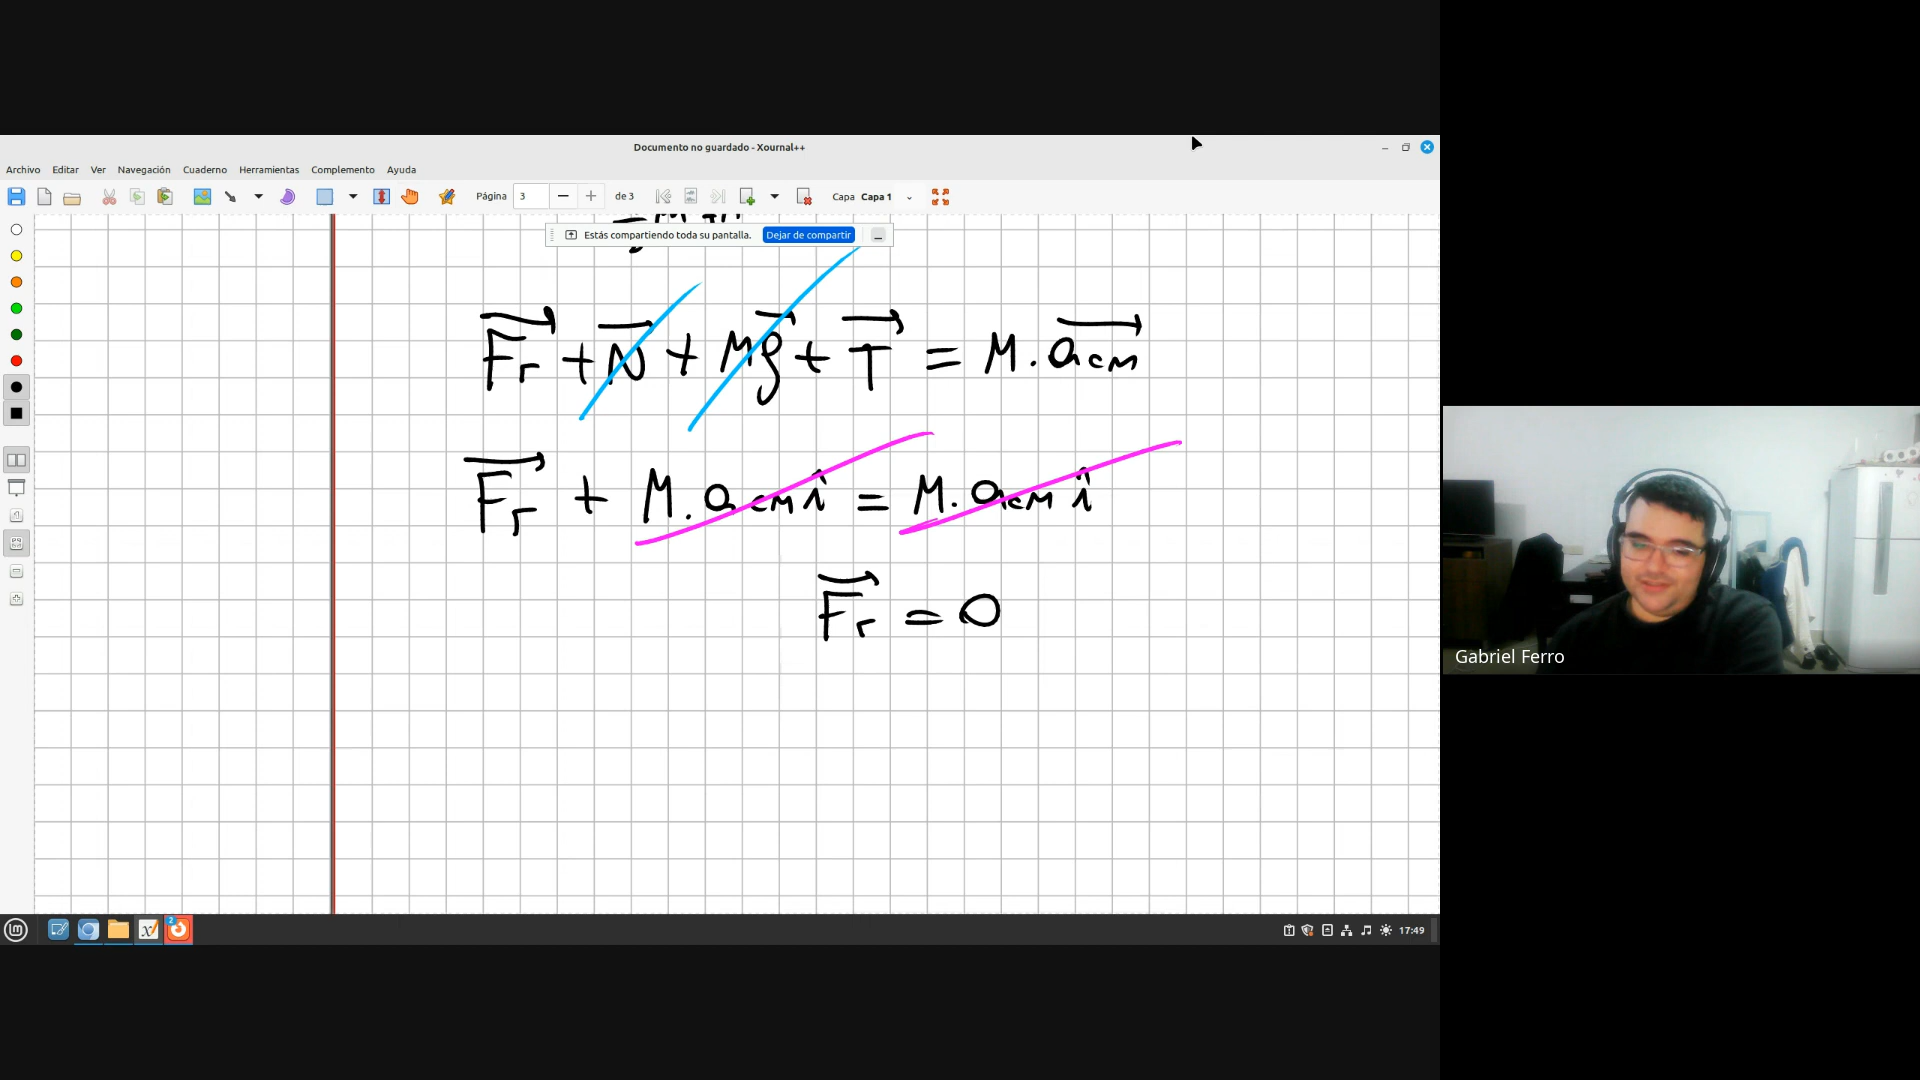 Documento no guardado - Xournal++
Archivo Editar Ver Navegación Cuaderno Herramientas Complemento Ayuda
Página 3 de 3 Capa Capa 1
Estás compartiendo toda su pantalla. Dejar de compartir
Fr + N + Mg + T = M.acm
Fr + M.acm i = M.acm i
Fr = 0
Gabriel Ferro
2
17:49